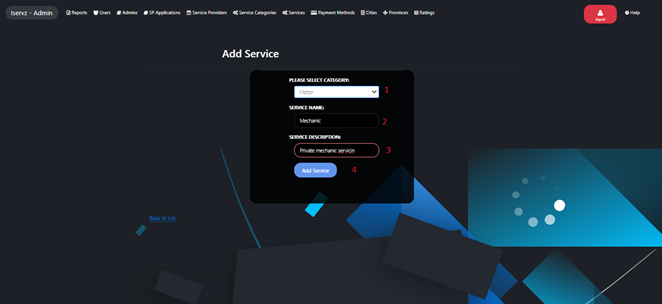 Iservz - Admin Reports Users Admins SP Applications Service Providers Service Categories Services Payment Methods Cities Provinces Ratings logout Help
Add Service
PLEASE SELECT CATEGORY:
Motor 1
SERVICE NAME:
Mechanic 2
SERVICE DESCRIPTION:
Private mechanic servicin 3
Add Service 4
Back to List